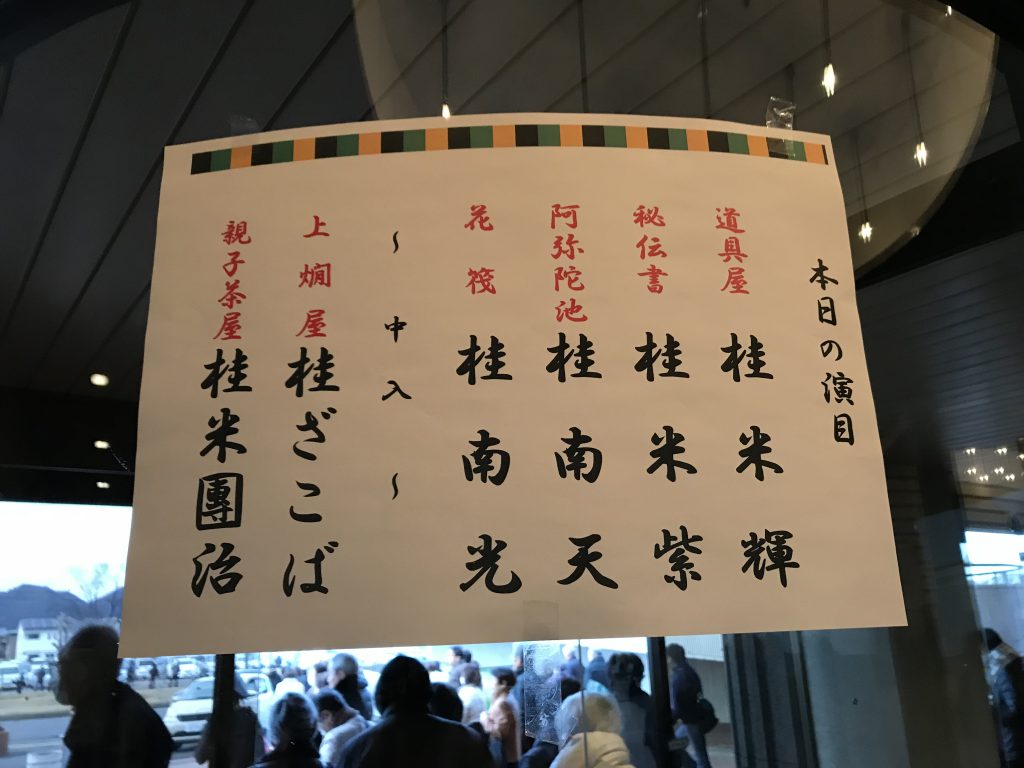 本日の演目
道具屋 桂米輝
秘伝書 桂米紫
阿弥陀池 桂南天
花筏 桂南光
〜中入〜
上燗屋 桂ざこば
親子茶屋 桂米團治